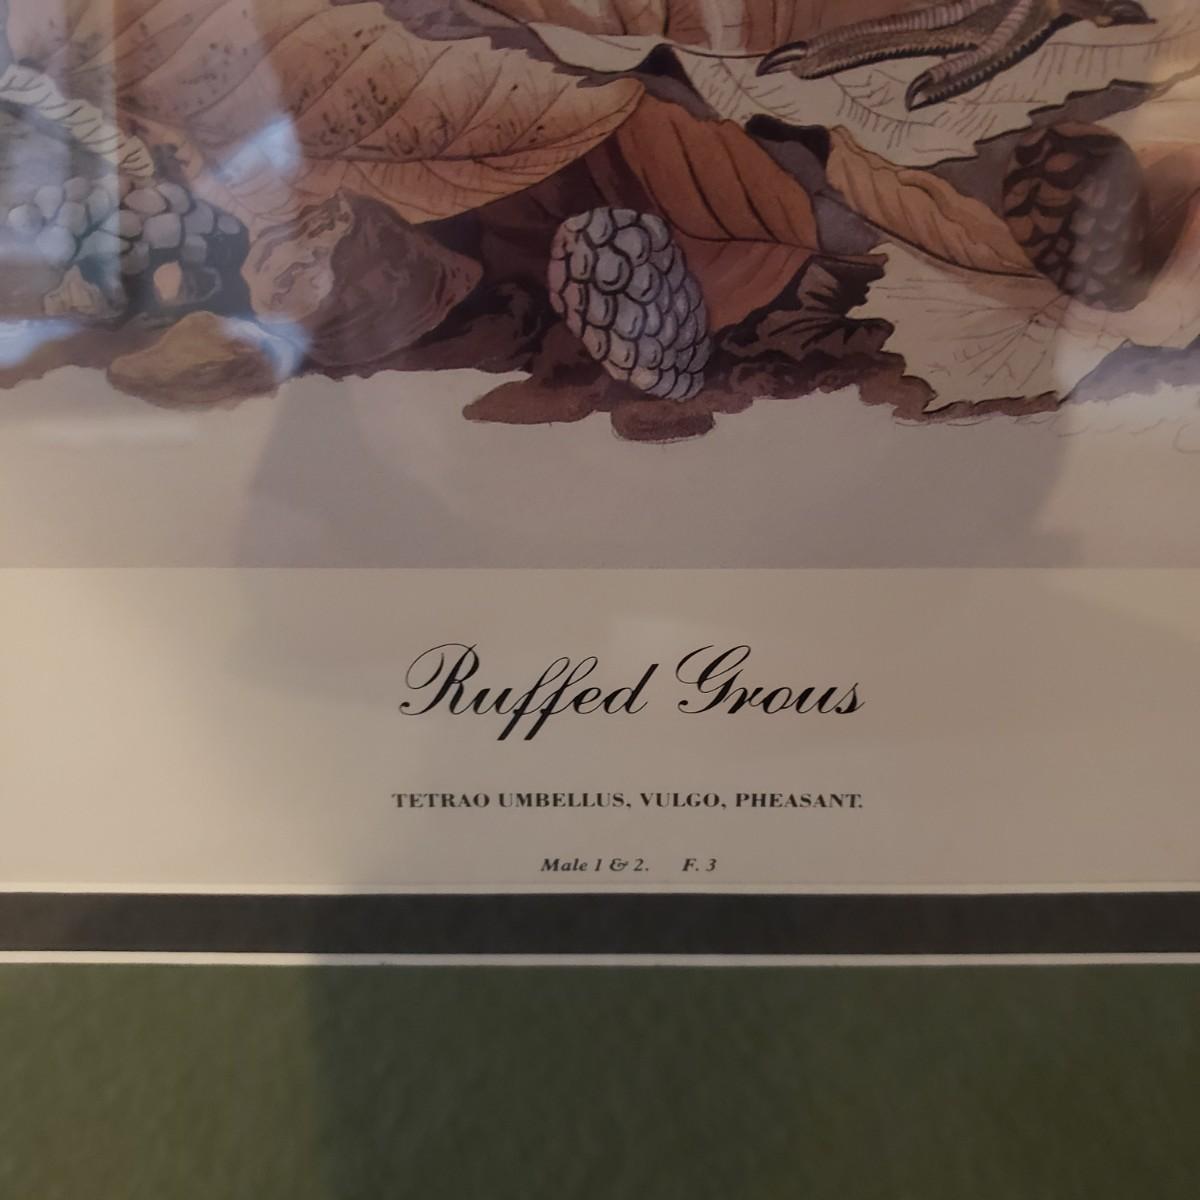 Ruffed Grous
TETRAO UMBELLUS, VULGO, PHEASANT.
Male 1 & 2. F. 3